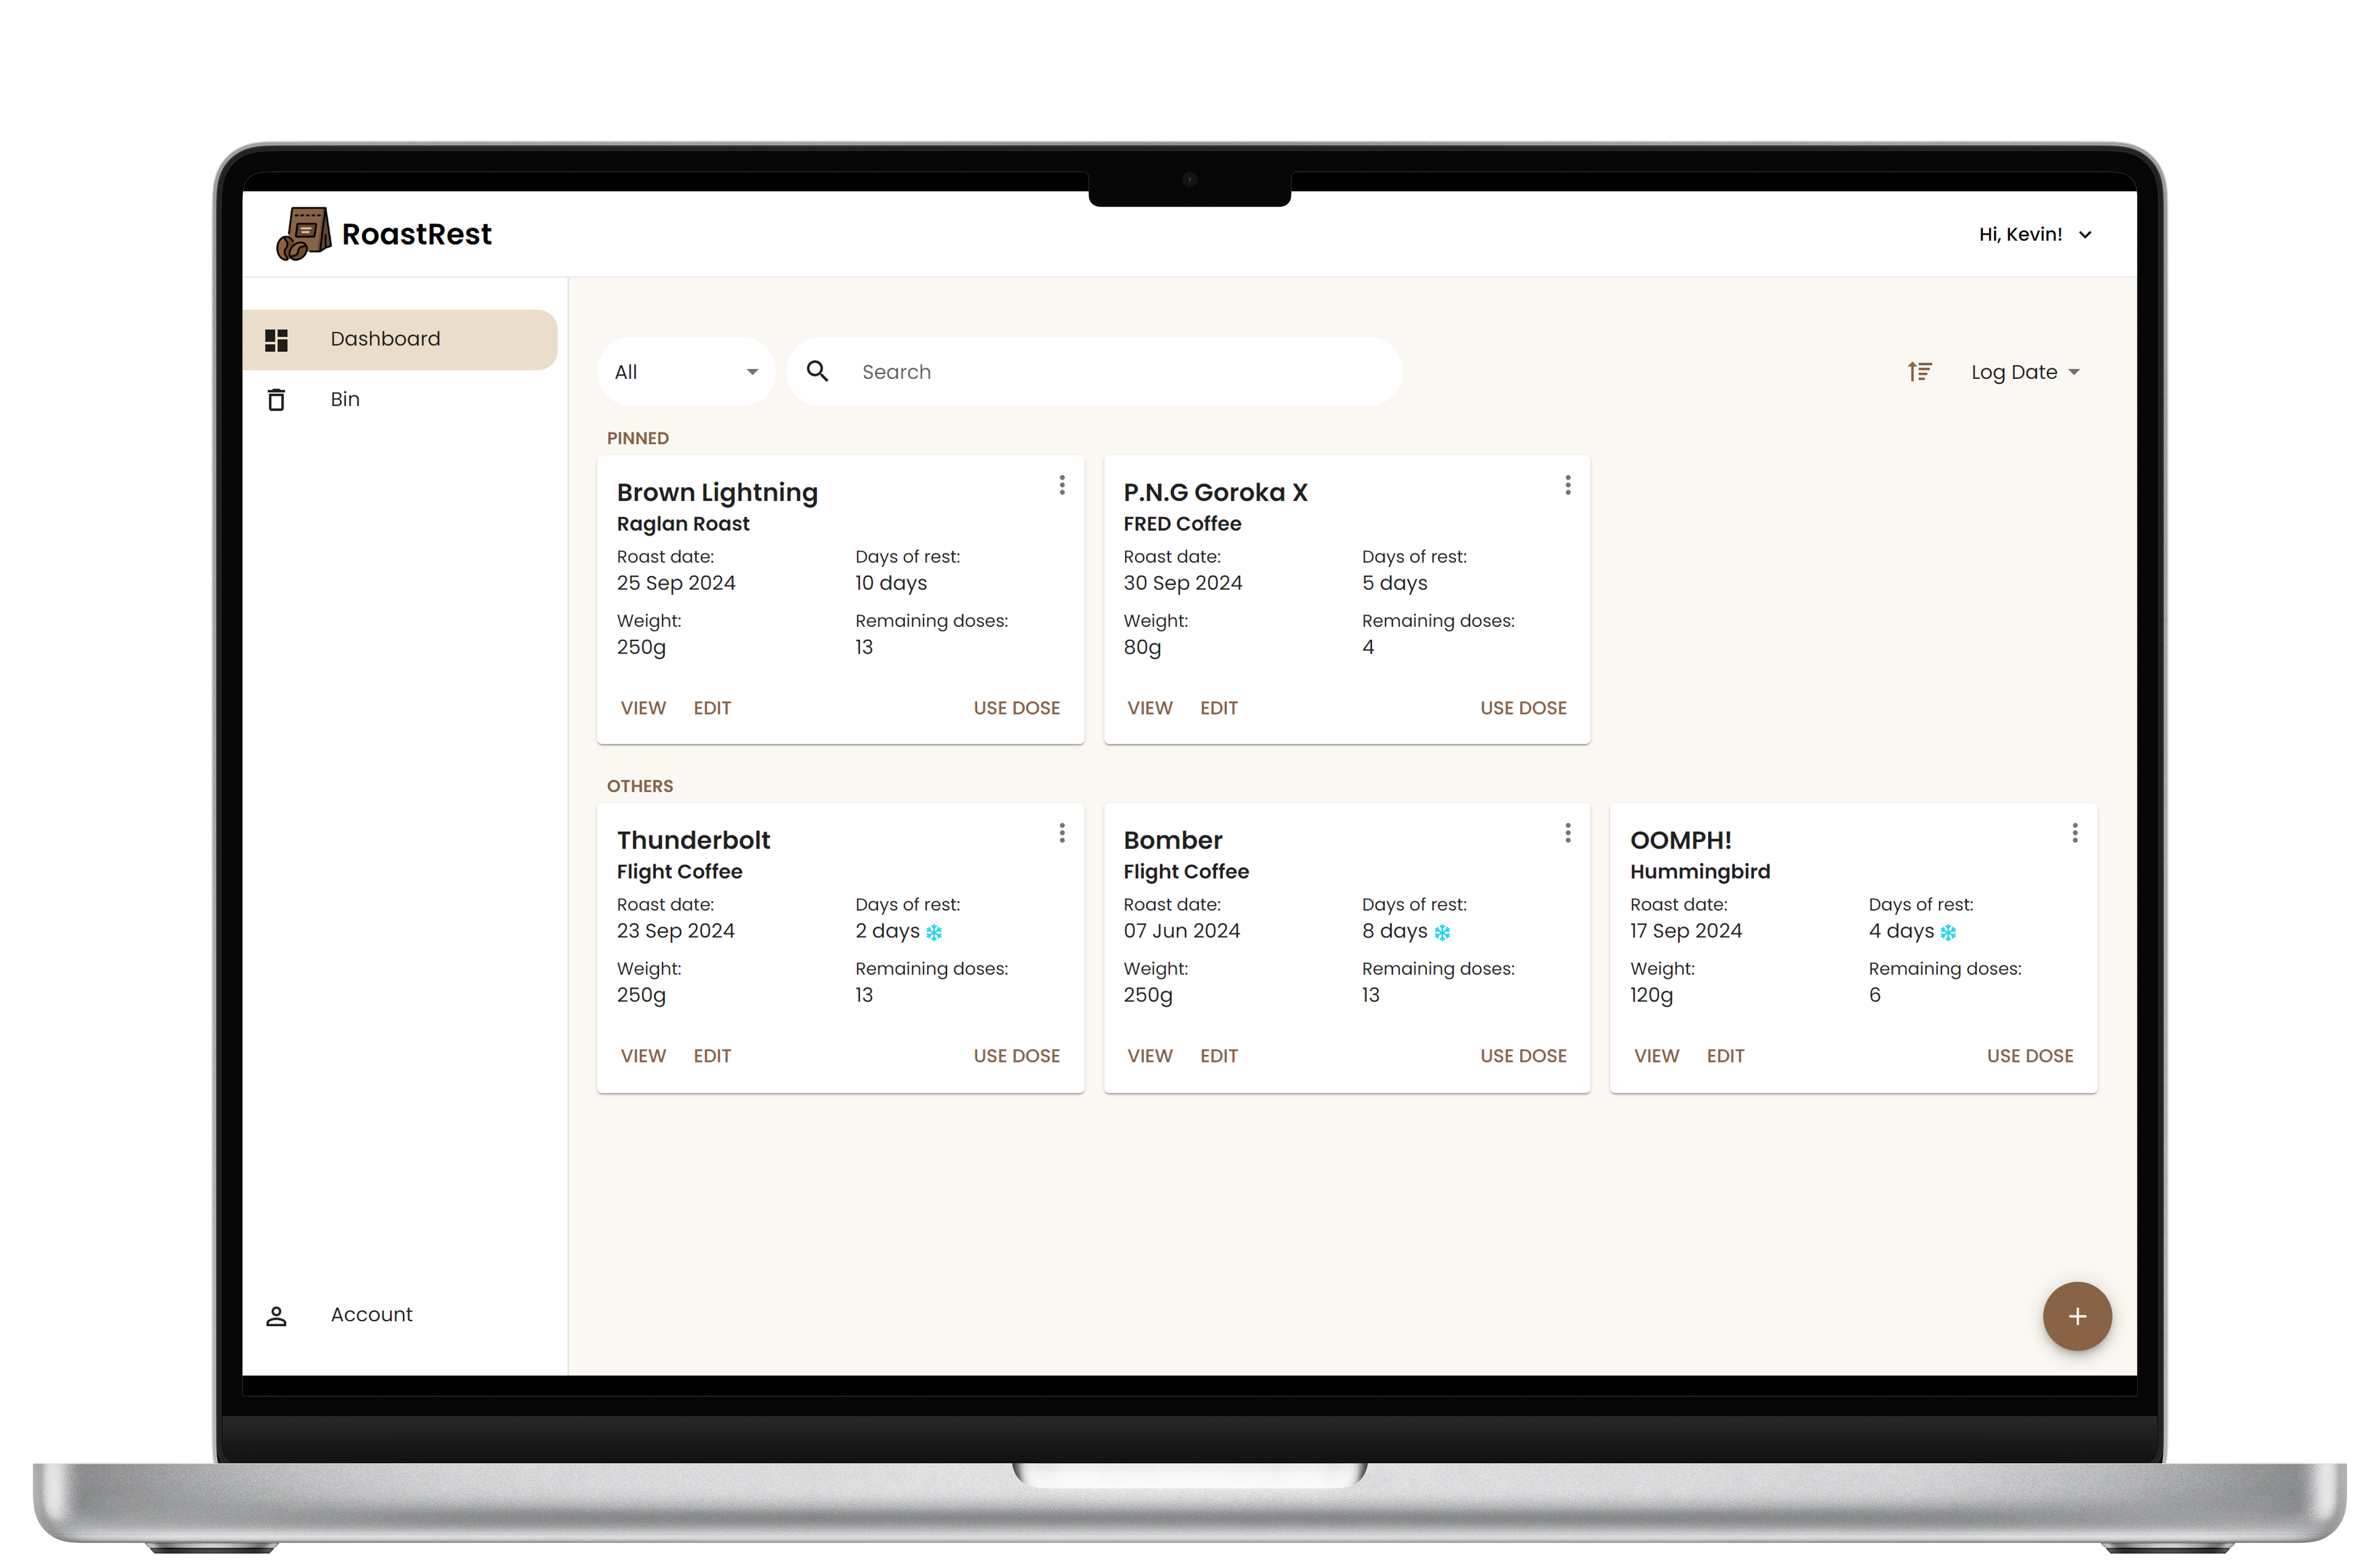 RoastRest
Hi, Kevin!
Dashboard
Bin
Account
All
Search
Log Date
PINNED
Brown Lightning
Raglan Roast
Roast date:
25 Sep 2024
Days of rest:
10 days
Weight:
250g
Remaining doses:
13
VIEW EDIT USE DOSE
P.N.G Goroka X
FRED Coffee
Roast date:
30 Sep 2024
Days of rest:
5 days
Weight:
80g
Remaining doses:
4
VIEW EDIT USE DOSE
OTHERS
Thunderbolt
Flight Coffee
Roast date:
23 Sep 2024
Days of rest:
2 days
Weight:
250g
Remaining doses:
13
VIEW EDIT USE DOSE
Bomber
Flight Coffee
Roast date:
07 Jun 2024
Days of rest:
8 days
Weight:
250g
Remaining doses:
13
VIEW EDIT USE DOSE
OOMPH!
Hummingbird
Roast date:
17 Sep 2024
Days of rest:
4 days
Weight:
120g
Remaining doses:
6
VIEW EDIT USE DOSE